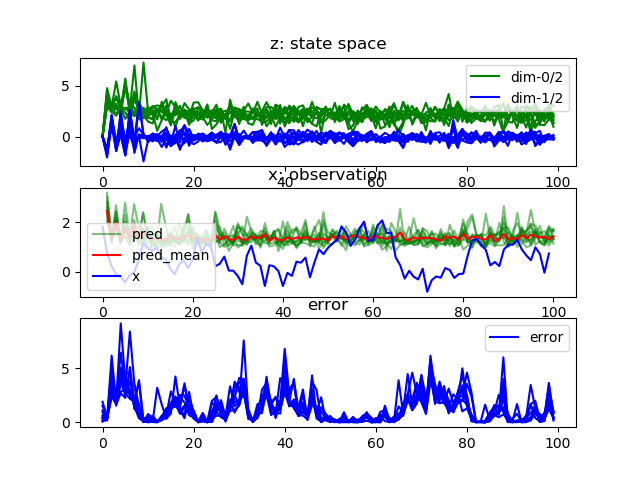 z: state space
5
0
dim-0/2
dim-1/2
0 20 40 60 80 100
x: observation
2
0
pred
pred_mean
x
0 20 40 60 80 100
error
5
0
error
0 20 40 60 80 100